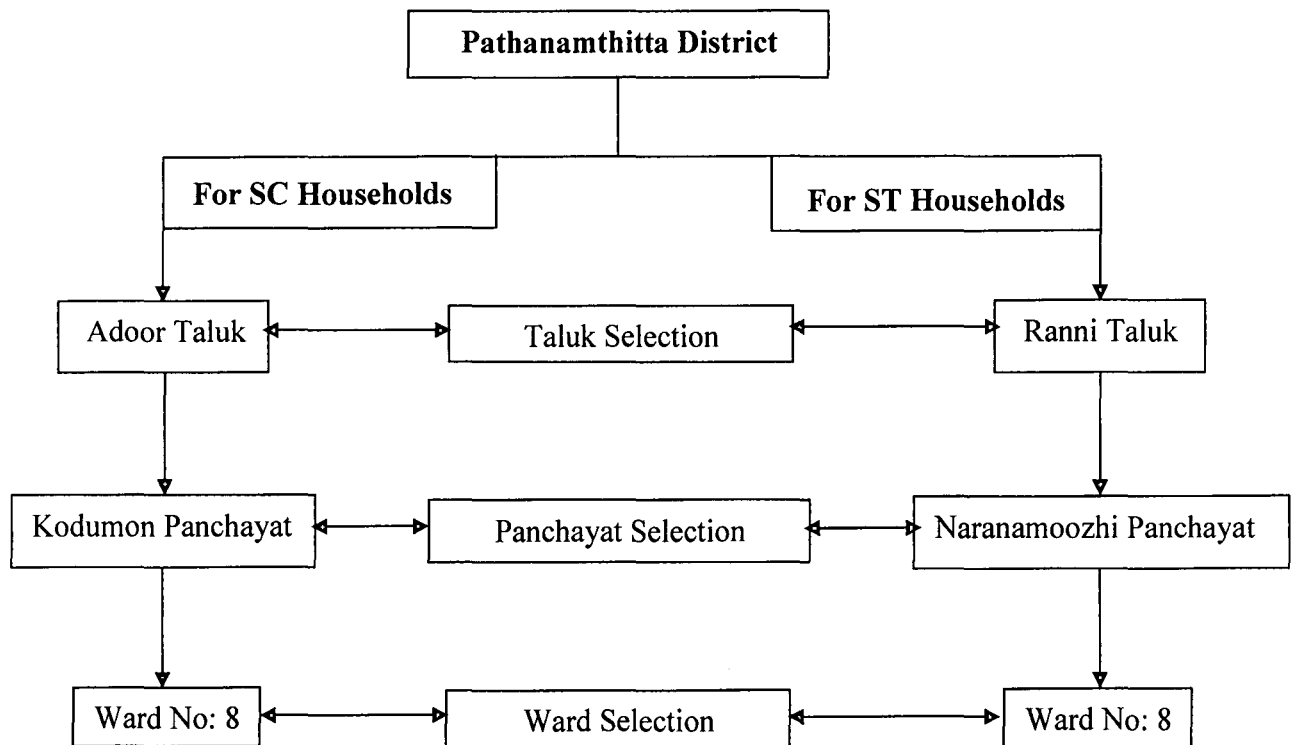 Pathanamthitta District
For SC Households
For ST Households
Adoor Taluk
Taluk Selection
Ranni Taluk
Kodumon Panchayat
Panchayat Selection
Naranamoozhi Panchayat
Ward No: 8
Ward Selection
Ward No: 8